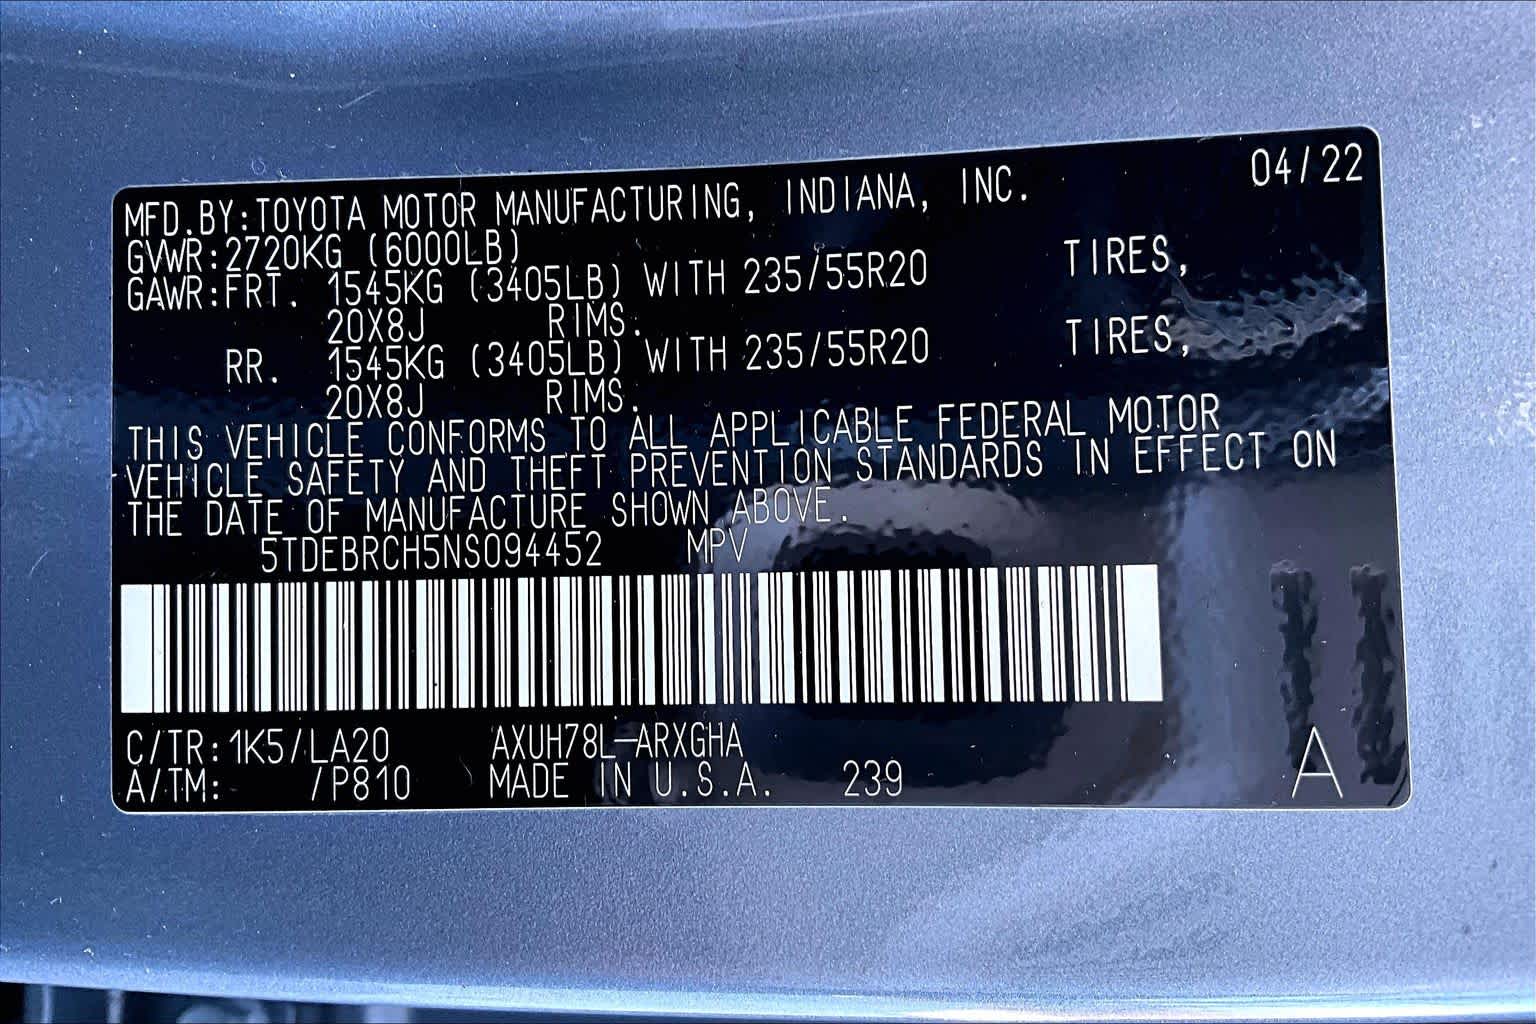 04/22
MFD.BY:TOYOTA MOTOR MANUFACTURING, INDIANA, INC.
GVWR:2720KG (6000LB)
GAWR:FRT. 1545KG (3405LB) WITH 235/55R20 TIRES,
20X8J RIMS.
RR. 1545KG (3405LB) WITH 235/55R20 TIRES,
20X8J RIMS.
THIS VEHICLE CONFORMS TO ALL APPLICABLE FEDERAL MOTOR
VEHICLE SAFETY AND THEFT PREVENTION STANDARDS IN EFFECT ON
THE DATE OF MANUFACTURE SHOWN ABOVE.
5TDEBRCH5NS094452 MPV
C/TR:1K5/LA20 AXUH78L-ARXGHA
A/TM: /P810 MADE IN U.S.A. 239 A